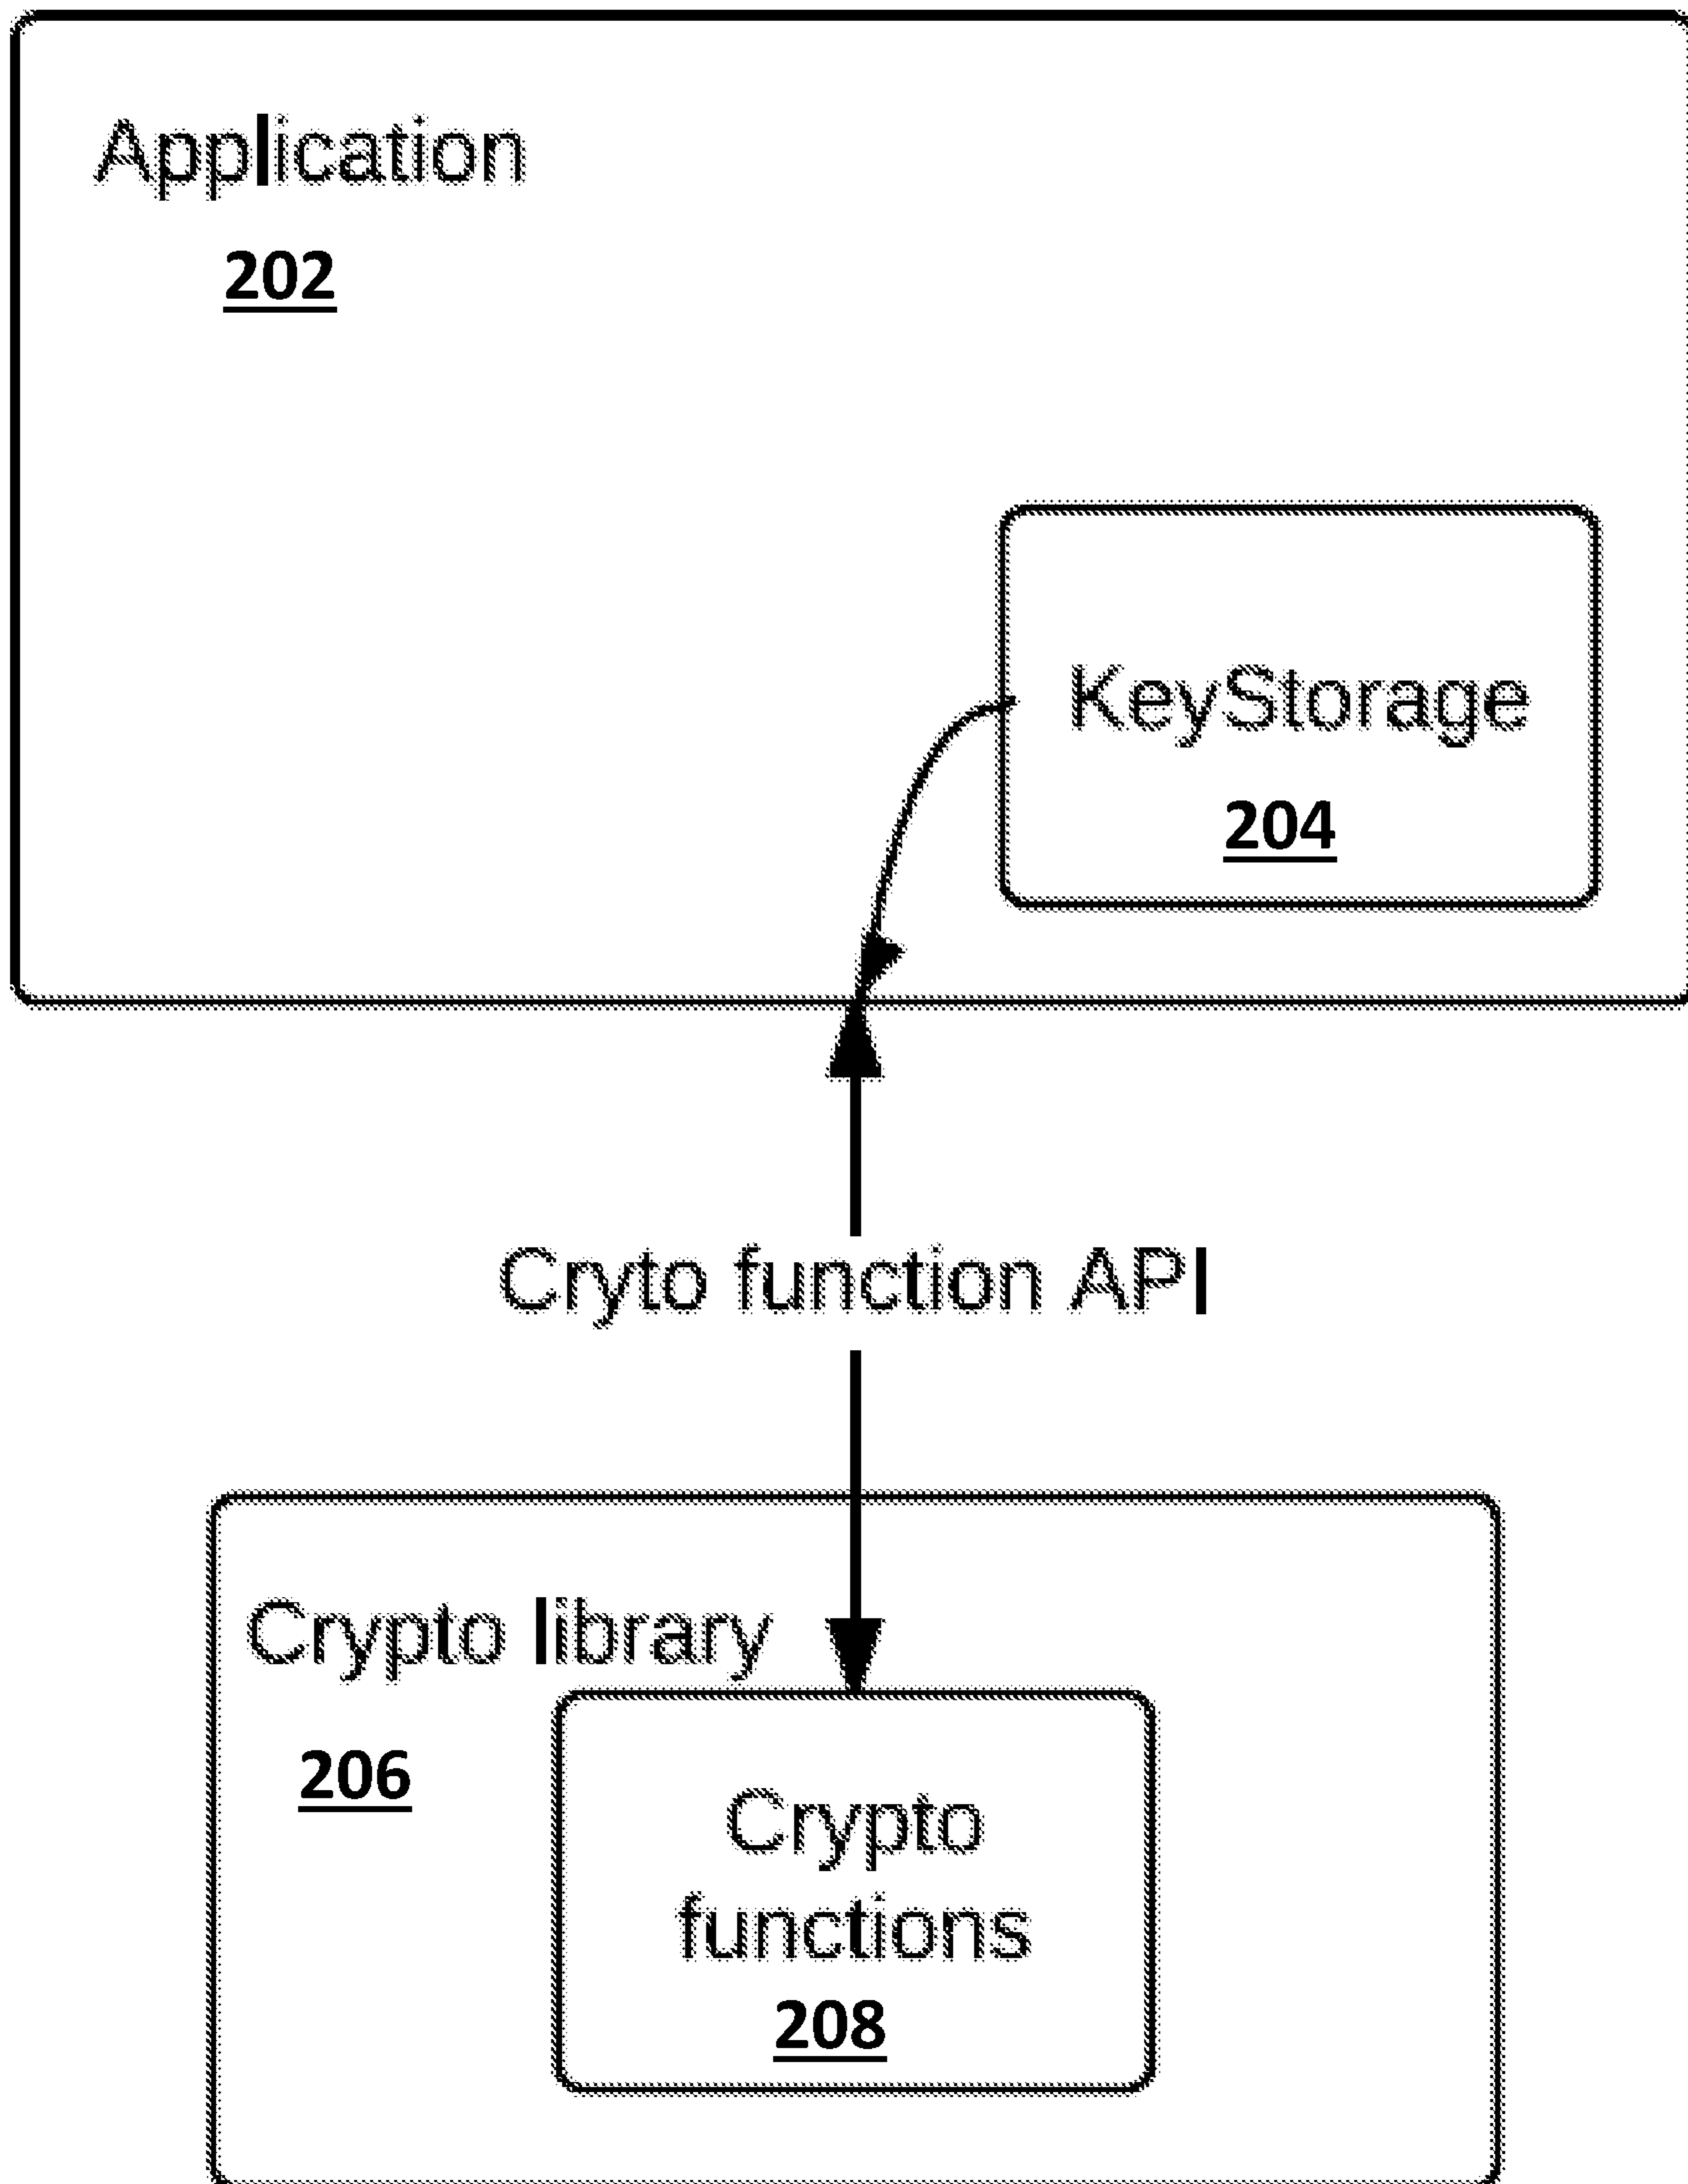 Application
202
KeyStorage
204
Cryto function API
Crypto library
206
Crypto
functions
208